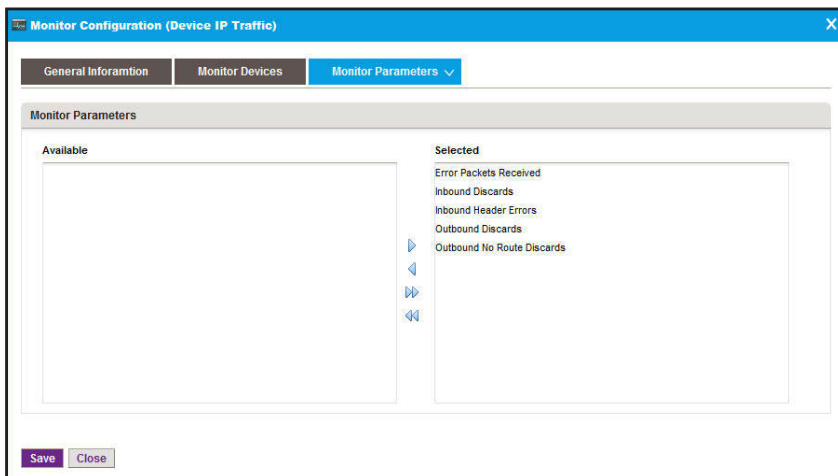 Monitor Configuration (Device IP Traffic)
X
General Inforamtion Monitor Devices Monitor Parameters
Monitor Parameters
Available Selected
Error Packets Received
Inbound Discards
Inbound Header Errors
Outbound Discards
Outbound No Route Discards
Save Close